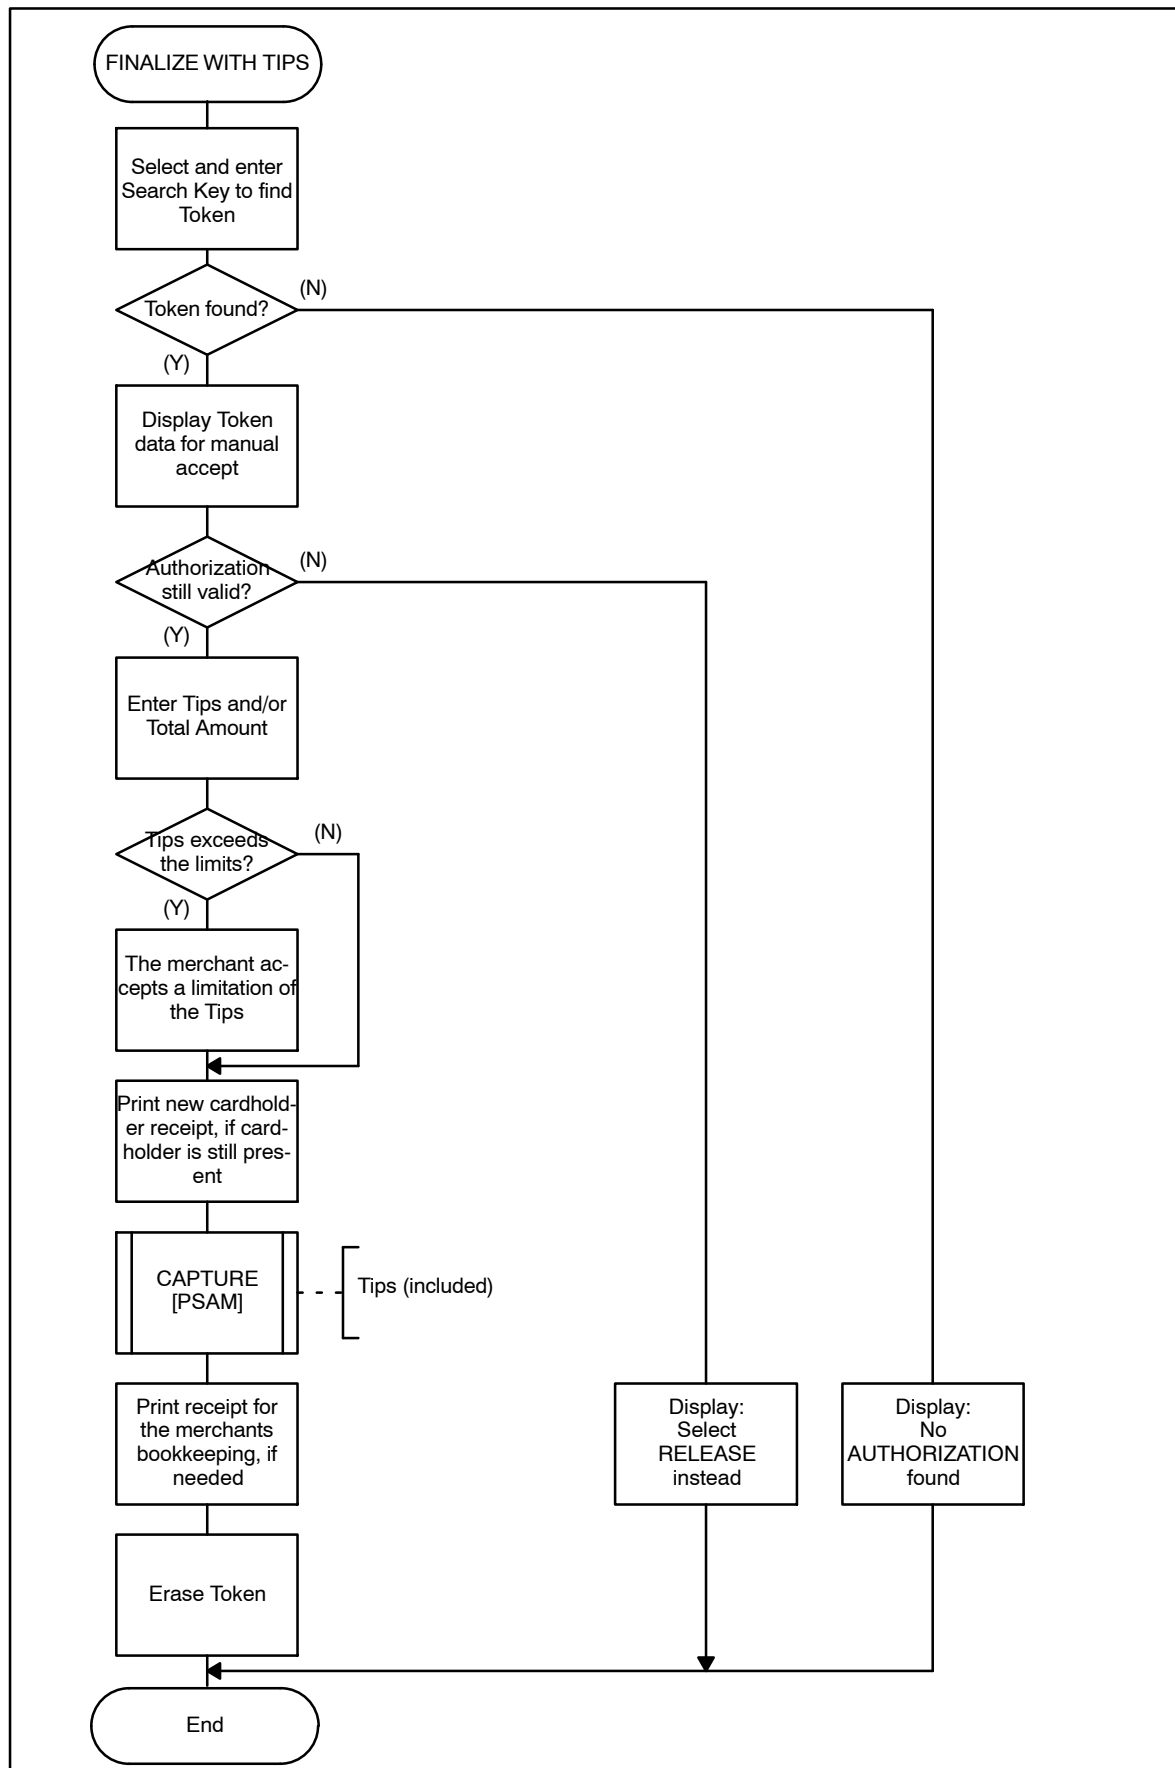 FINALIZE WITH TIPS
Select and enter
Search Key to find
Token
Token found?
(N)
(Y)
Display Token
data for manual
accept
Authorization
still valid?
(N)
(Y)
Enter Tips and/or
Total Amount
Tips exceeds
the limits?
(N)
(Y)
The merchant ac-
cepts a limitation of
the Tips
Print new cardhold-
er receipt, if card-
holder is still pres-
ent
CAPTURE
[PSAM]
Tips (included)
Print receipt for
the merchants
bookkeeping, if
needed
Display:
Select
RELEASE
instead
Display:
No
AUTHORIZATION
found
Erase Token
End